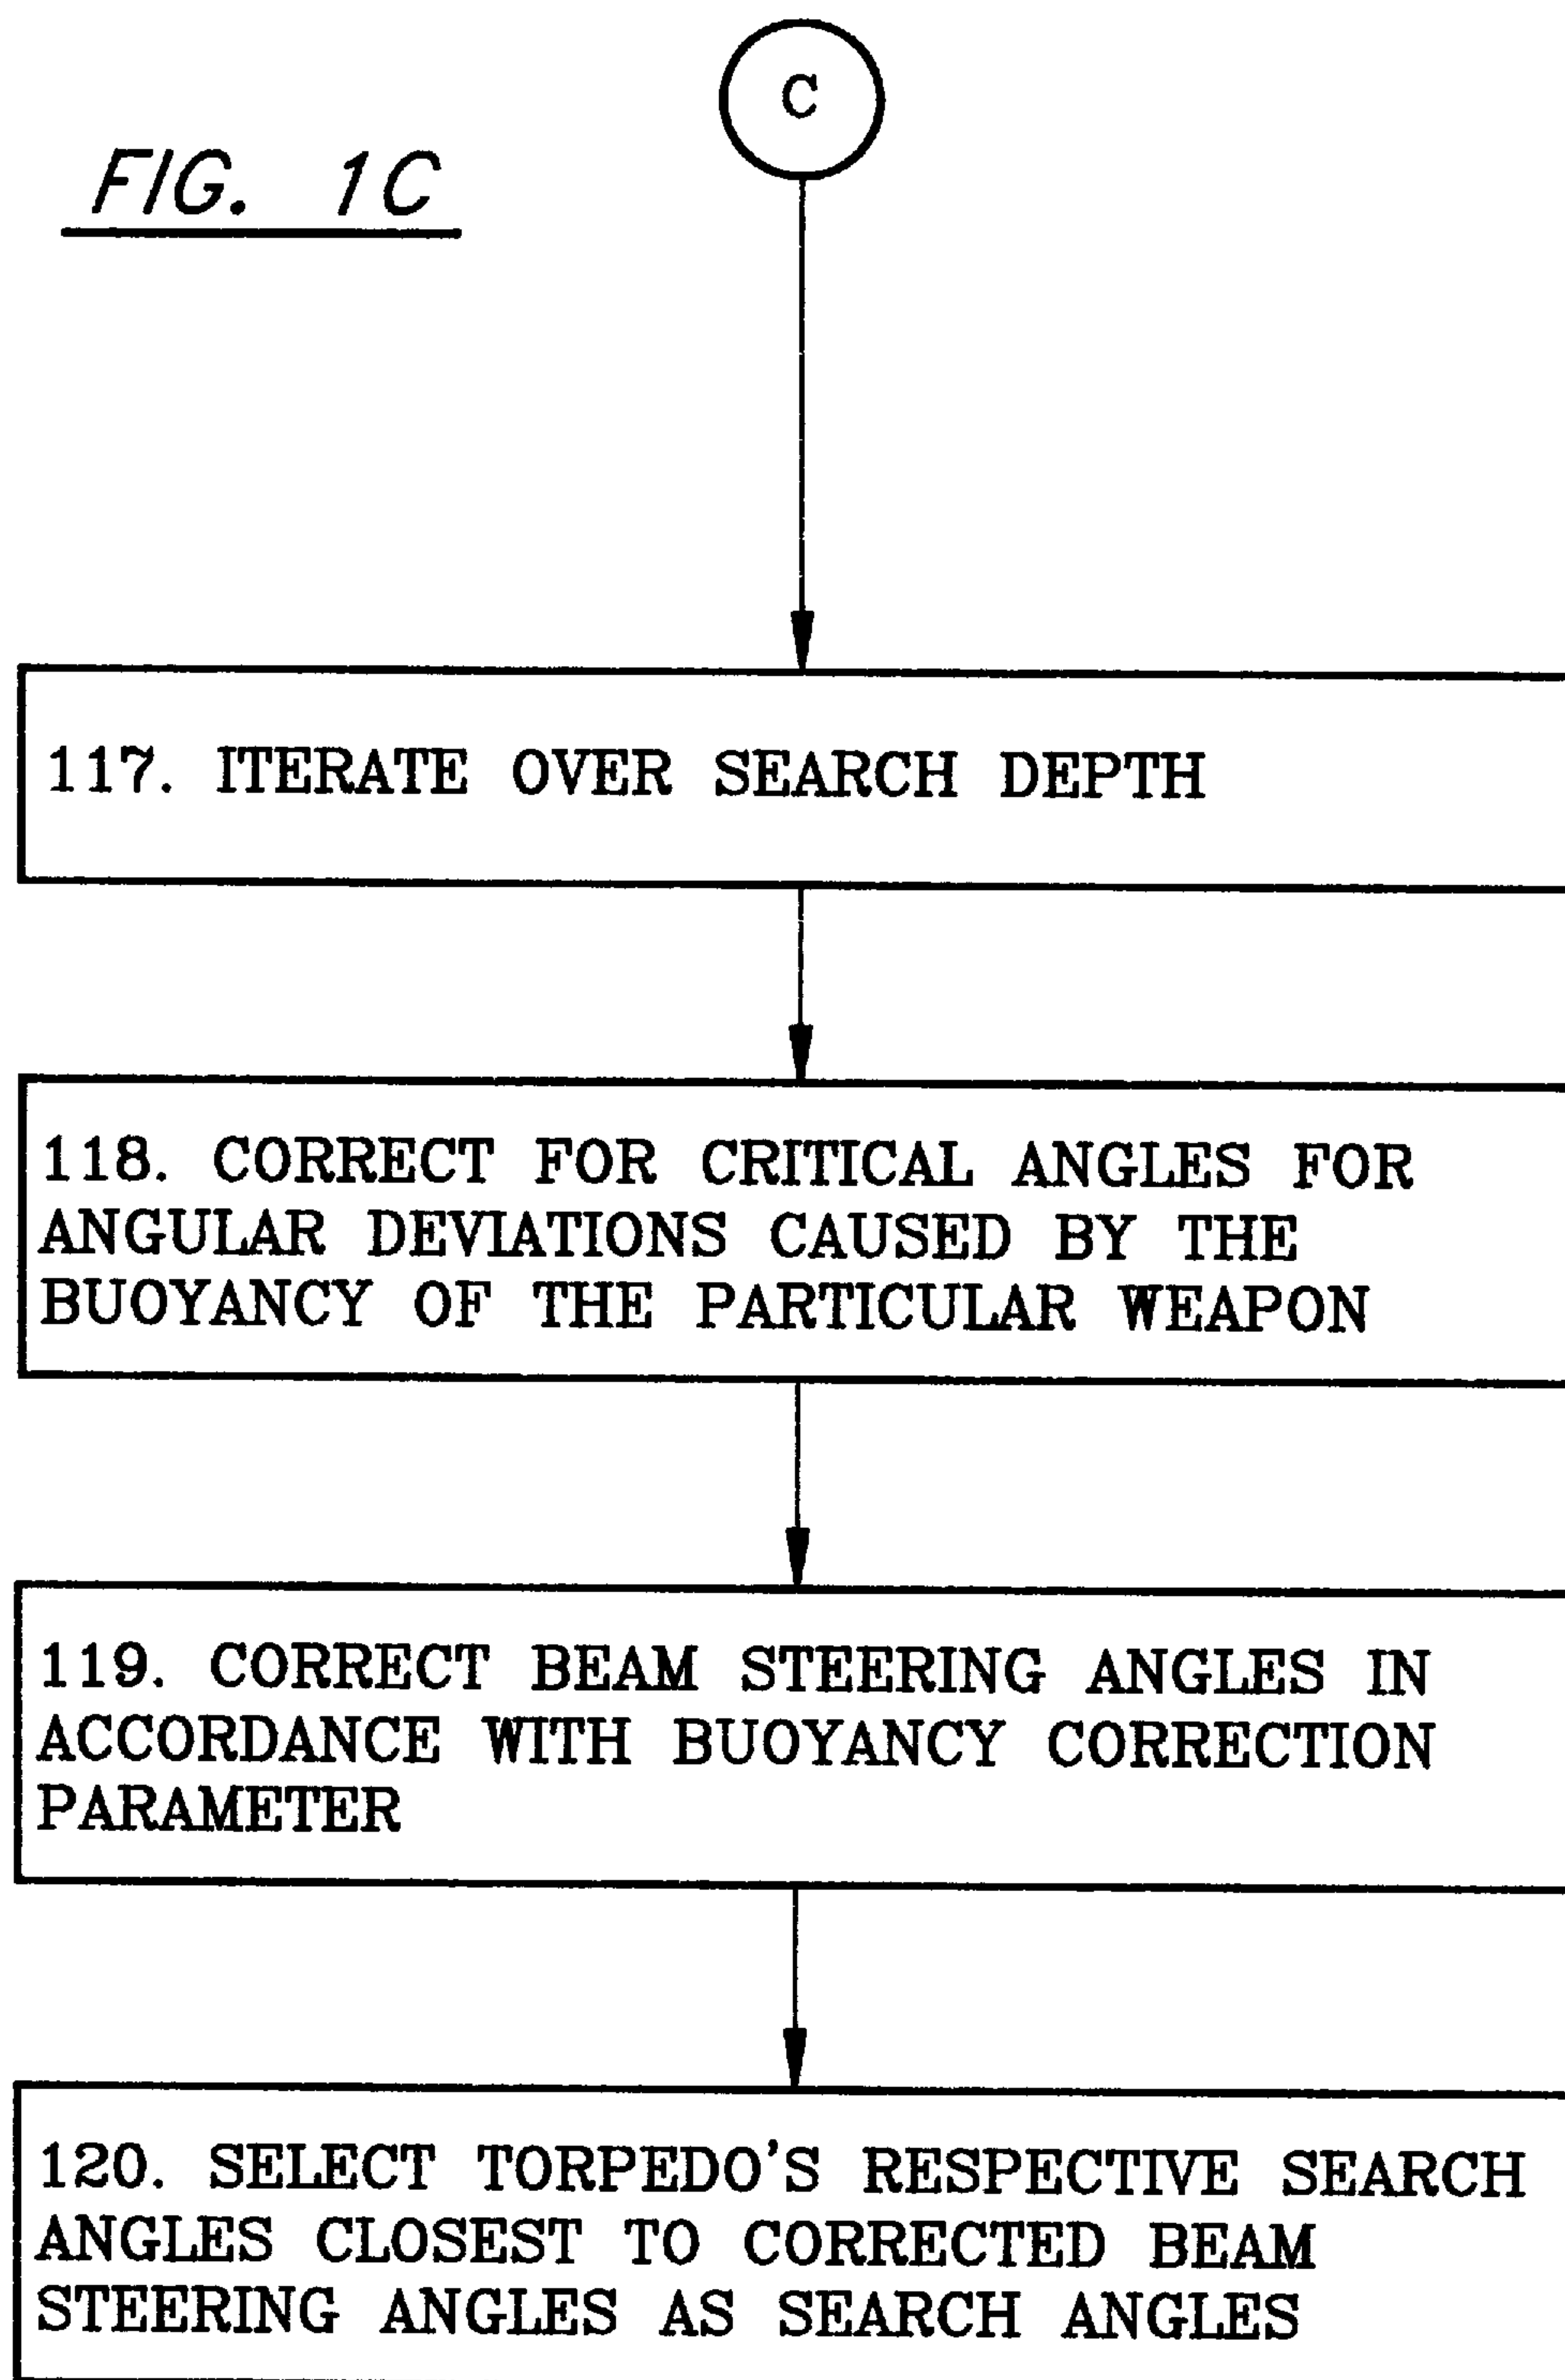 C
FIG. 1C
117. ITERATE OVER SEARCH DEPTH
118. CORRECT FOR CRITICAL ANGLES FOR
ANGULAR DEVIATIONS CAUSED BY THE
BUOYANCY OF THE PARTICULAR WEAPON
119. CORRECT BEAM STEERING ANGLES IN
ACCORDANCE WITH BUOYANCY CORRECTION
PARAMETER
120. SELECT TORPEDO'S RESPECTIVE SEARCH
ANGLES CLOSEST TO CORRECTED BEAM
STEERING ANGLES AS SEARCH ANGLES